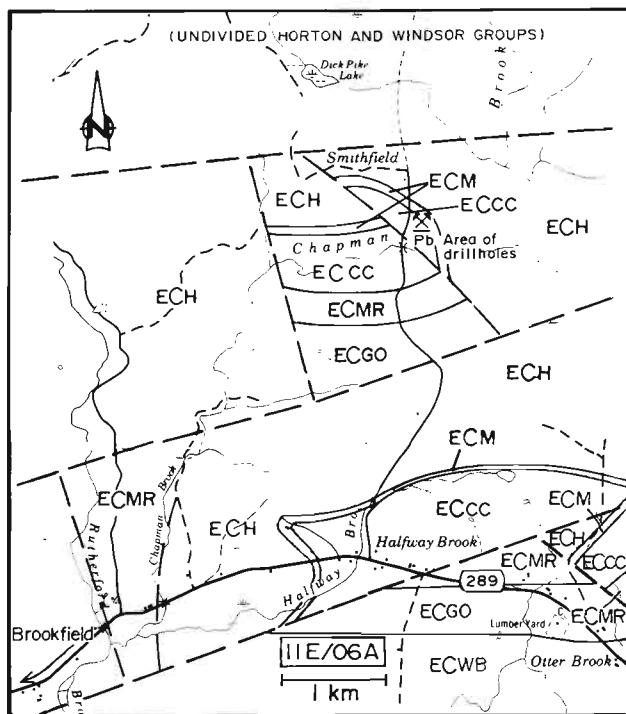 (UNDIVIDED HORTON AND WINDSOR GROUPS)
Dick Pike
Lake
Brook
N
Smithfield
ECM
ECH
ECCC
Chapman
Pb
Area of
drillholes
ECH
ECCC
ECH
ECMR
ECGO
ECH
ECM
ECMR
ECCC
ECM
Chapman Brook
ECH
ECH
Rutherford
Halfway Brook
ECMR
ECCC
Halfway
Bro
289
ECGO
ECMR
Lumber Yard
Brookfield
11E/06A
ECWB
Otter Brook
1 km
Bro